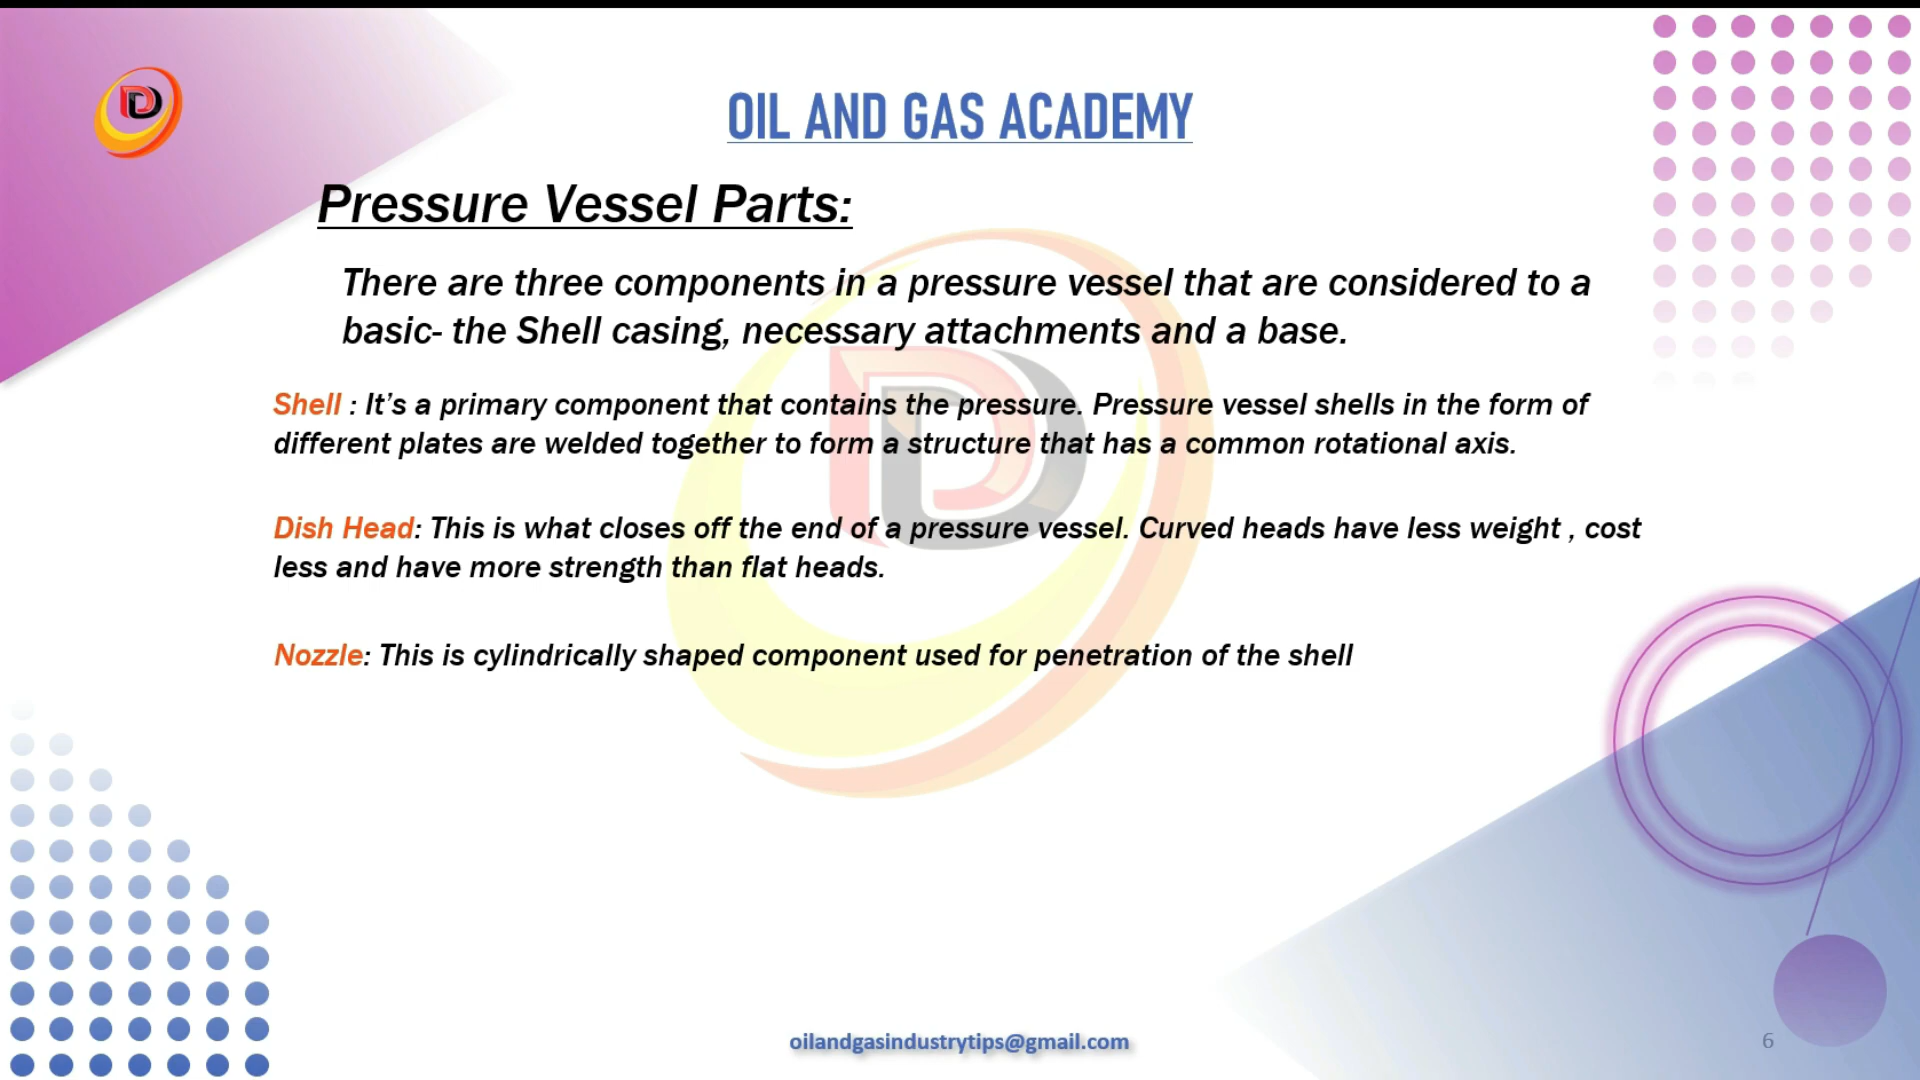 D
OIL AND GAS ACADEMY
Pressure Vessel Parts:
There are three components in a pressure vessel that are considered to a
basic- the Shell casing, necessary attachments and a base.
Shell : It’s a primary component that contains the pressure. Pressure vessel shells in the form of
different plates are welded together to form a structure that has a common rotational axis.
Dish Head: This is what closes off the end of a pressure vessel. Curved heads have less weight , cost
less and have more strength than flat heads.
Nozzle: This is cylindrically shaped component used for penetration of the shell
oilandgasindustrytips@gmail.com
6